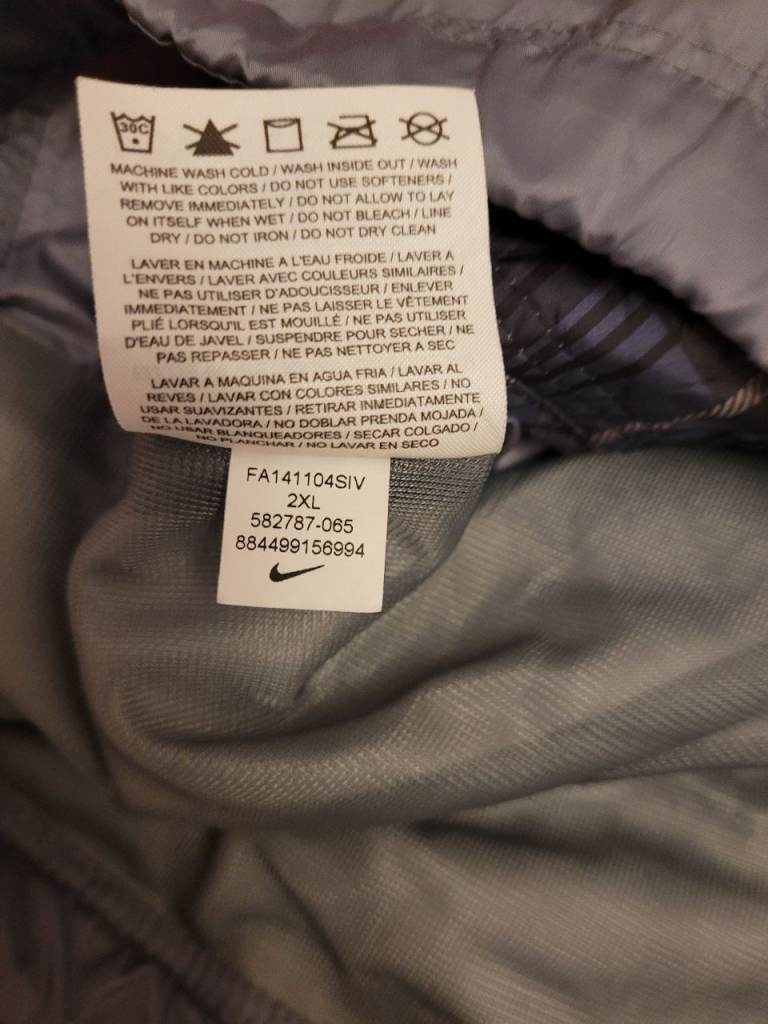 30C
MACHINE WASH COLD / WASH INSIDE OUT / WASH
WITH LIKE COLORS / DO NOT USE SOFTENERS /
REMOVE IMMEDIATELY / DO NOT ALLOW TO LAY
ON ITSELF WHEN WET / DO NOT BLEACH / LINE
DRY / DO NOT IRON / DO NOT DRY CLEAN
LAVER EN MACHINE A L'EAU FROIDE / LAVER A
L'ENVERS / LAVER AVEC COULEURS SIMILAIRES /
NE PAS UTILISER D'ADOUCISSEUR / ENLEVER
IMMEDIATEMENT / NE PAS LAISSER LE VÊTEMENT
PLIÉ LORSQU'IL EST MOUILLÉ / NE PAS UTILISER
D'EAU DE JAVEL / SUSPENDRE POUR SECHER / NE
PAS REPASSER / NE PAS NETTOYER A SEC
LAVAR A MAQUINA EN AGUA FRIA / LAVAR AL
REVES / LAVAR CON COLORES SIMILARES / NO
USAR SUAVIZANTES / RETIRAR INMEDIATAMENTE
DE LA LAVADORA / NO DOBLAR PRENDA MOJADA /
NO USAR BLANQUEADORES / SECAR COLGADO /
NO PLANCHAR / NO LAVAR EN SECO
FA141104SIV
2XL
582787-065
884499156994